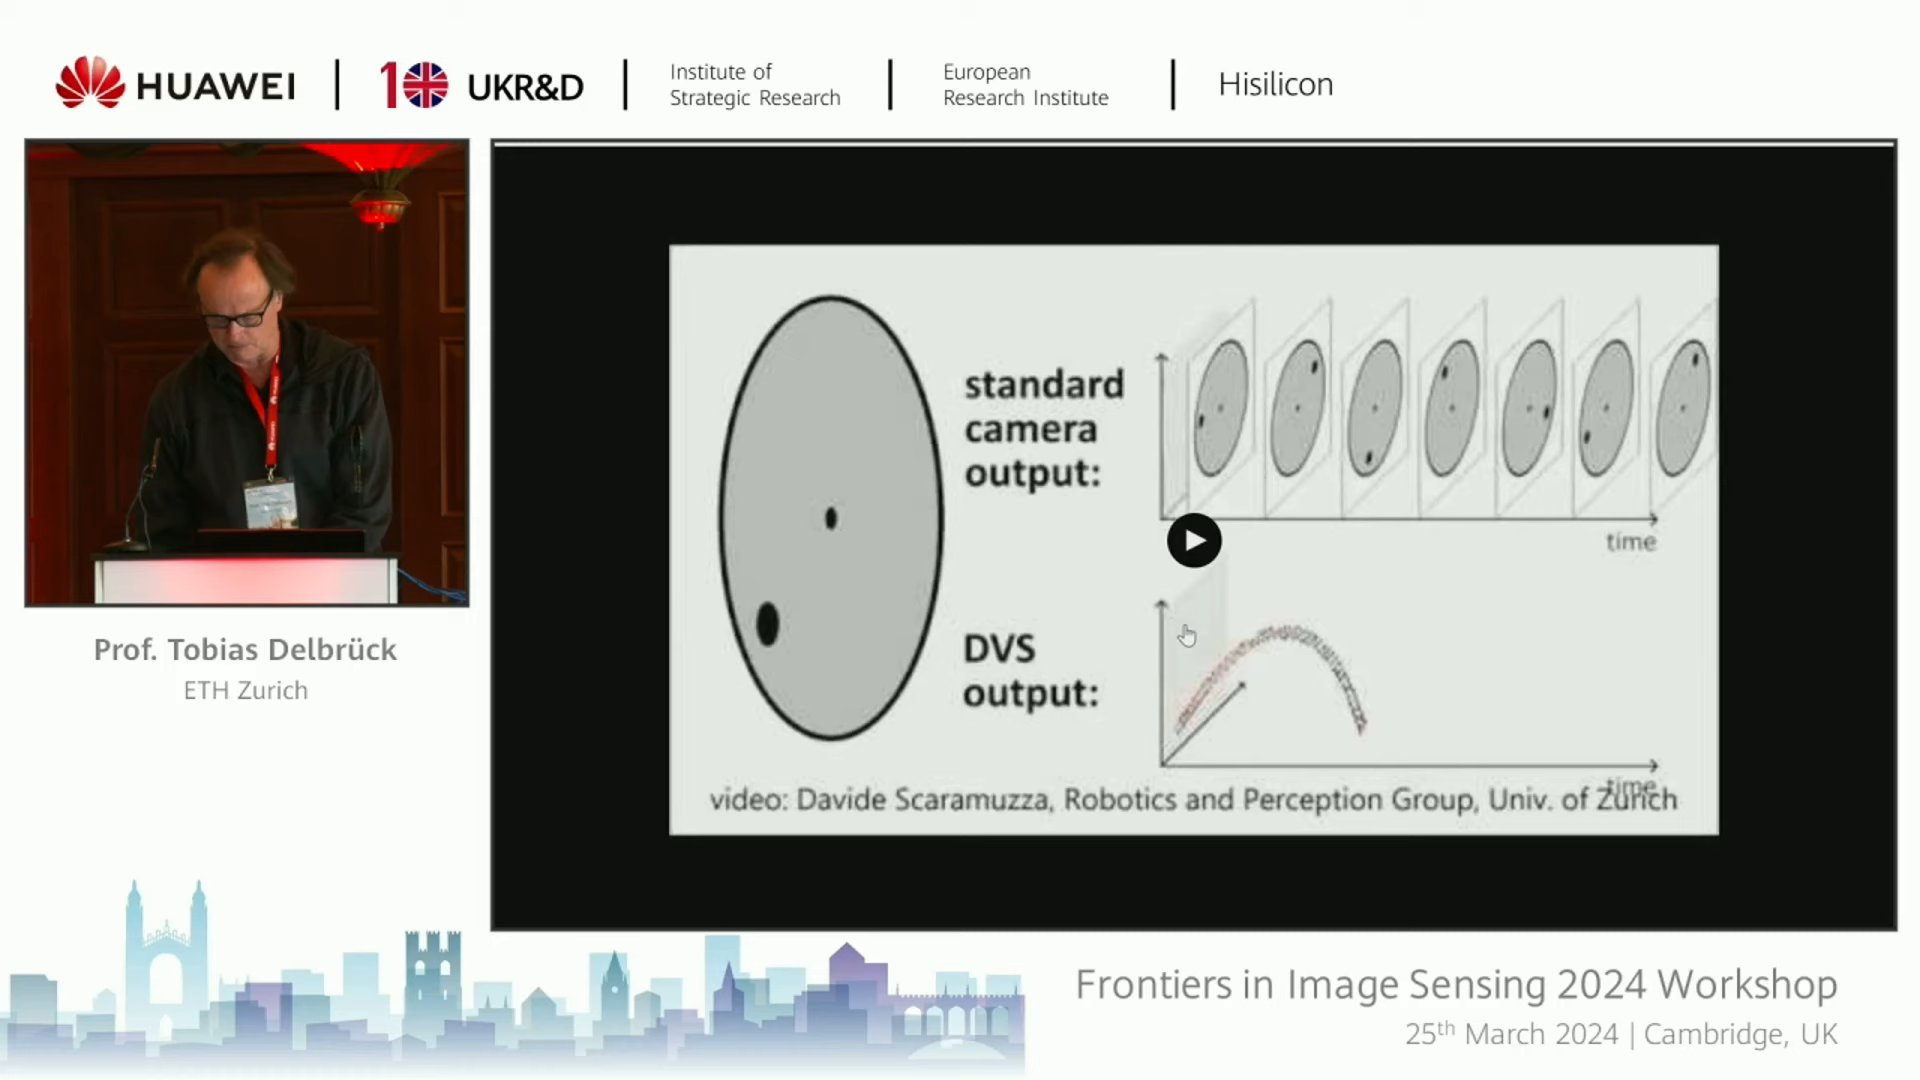 HUAWEI
10 UKR&D
Institute of
Strategic Research
European
Research Institute
Hisilicon
standard
camera
output:
time
DVS
output:
time
video: Davide Scaramuzza, Robotics and Perception Group, Univ. of Zurich
Prof. Tobias Delbrück
ETH Zurich
Frontiers in Image Sensing 2024 Workshop
25th March 2024 | Cambridge, UK